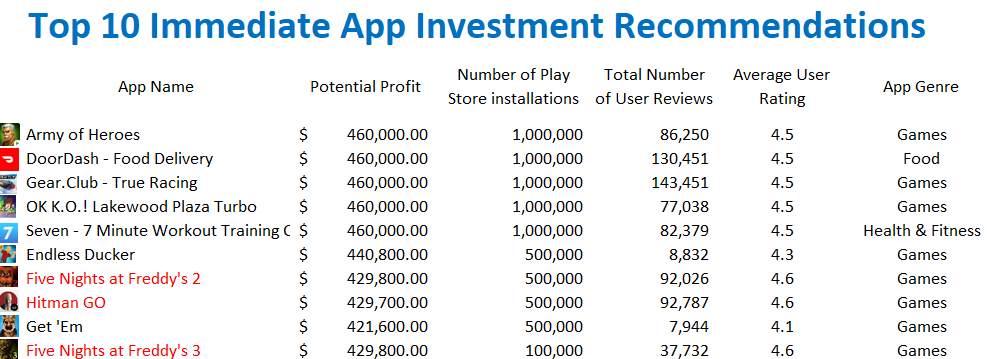 Top 10 Immediate App Investment Recommendations
App Name Potential Profit Number of Play Store installations Total Number of User Reviews Average User Rating App Genre
Army of Heroes $ 460,000.00 1,000,000 86,250 4.5 Games
DoorDash - Food Delivery $ 460,000.00 1,000,000 130,451 4.5 Food
Gear.Club - True Racing $ 460,000.00 1,000,000 143,451 4.5 Games
OK K.O.! Lakewood Plaza Turbo $ 460,000.00 1,000,000 77,038 4.5 Games
7 Seven - 7 Minute Workout Training C $ 460,000.00 1,000,000 82,379 4.5 Health & Fitness
Endless Ducker $ 440,800.00 500,000 8,832 4.3 Games
Five Nights at Freddy's 2 $ 429,800.00 500,000 92,026 4.6 Games
Hitman GO $ 429,700.00 500,000 92,787 4.6 Games
Get 'Em $ 421,600.00 500,000 7,944 4.1 Games
3 Five Nights at Freddy's 3 $ 429,800.00 100,000 37,732 4.6 Games